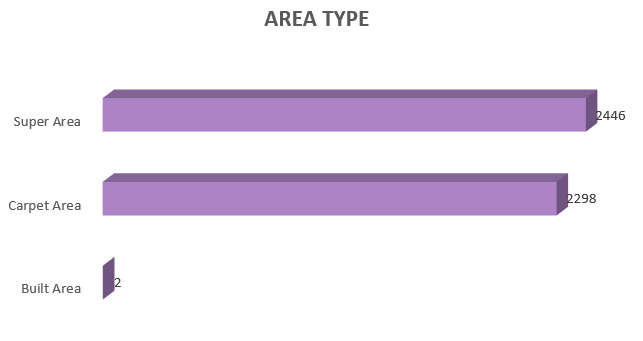 AREA TYPE
Super Area
2446
Carpet Area
2298
Built Area
2